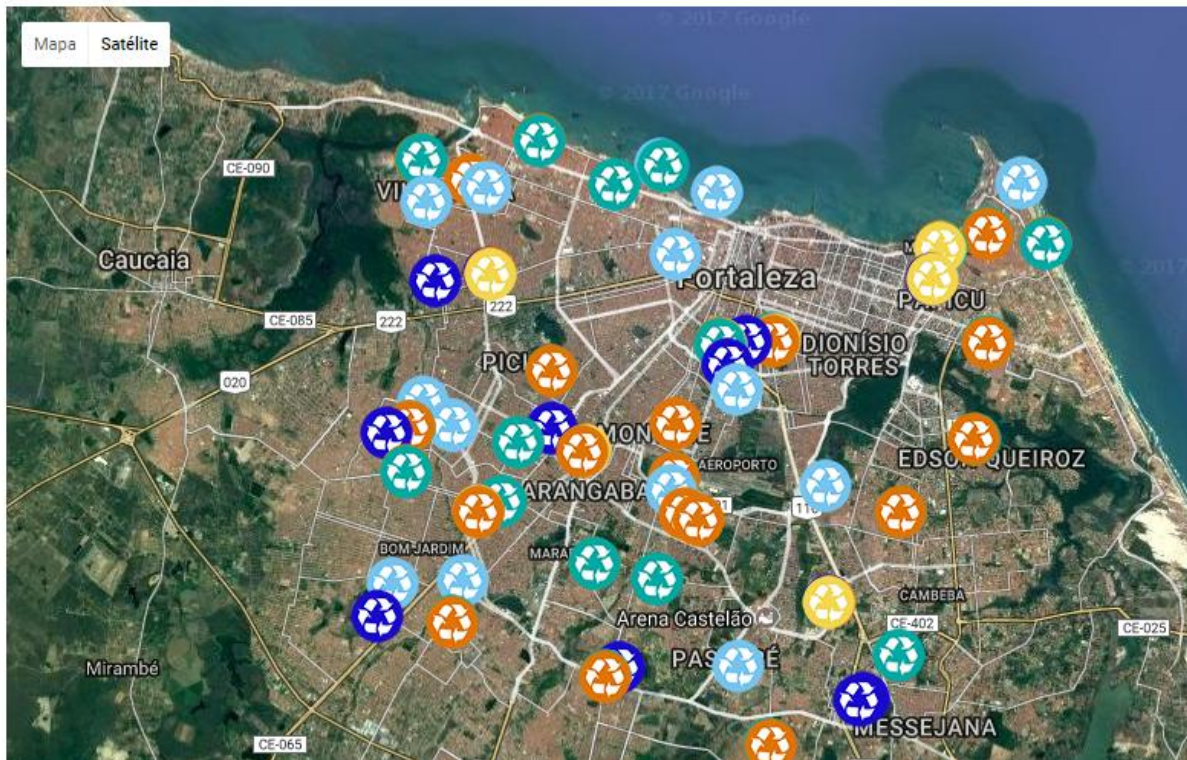 © 2017 Google
Mapa Satélite
© 2017 Google
CE-090
Caucaia
Fortaleza
© 2017
CE-085
222
222
DIONÍSIO
TORRES
020
AEROPORTO
EDSON QUEIROZ
BOM JARDIM
CAMBEBA
Arena Castelão
CE-402
CE-025
Mirambé
MESSEJANA
CE-065